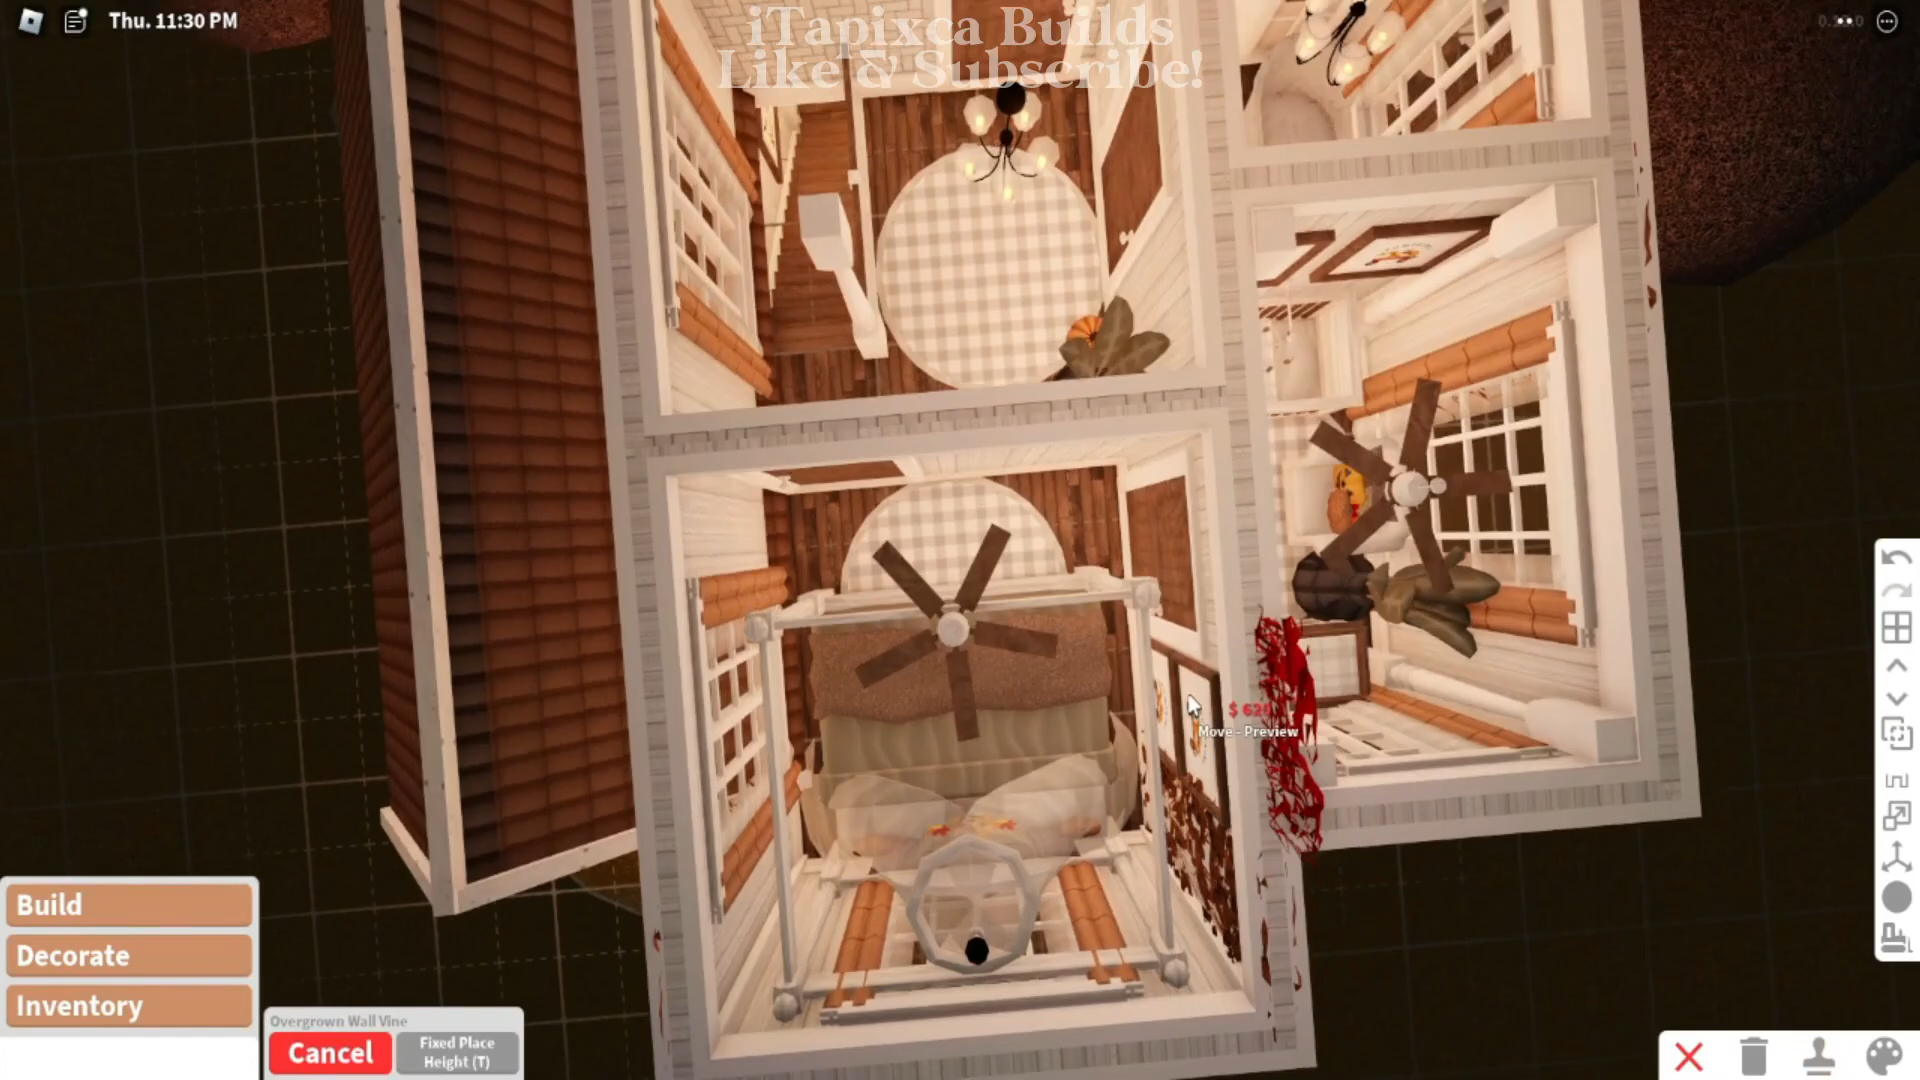 Thu. 11:30 PM
iTapixca Builds
Like & Subscribe!
Move - Preview
Build
Decorate
Inventory
Overgrown Wall Vine
Cancel
Fixed Place
Height (T)